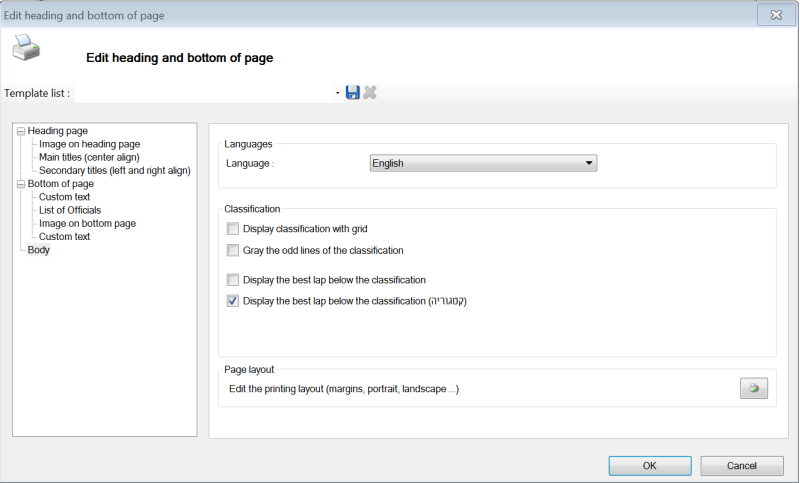 Edit heading and bottom of page
Edit heading and bottom of page
Template list :
Heading page
Image on heading page
Main titles (center align)
Secondary titles (left and right align)
Bottom of page
Custom text
List of Officials
Image on bottom page
Custom text
Body
Languages
Language :
English
Classification
Display classification with grid
Gray the odd lines of the classification
Display the best lap below the classification
Display the best lap below the classification (קטגוריה)
Page layout
Edit the printing layout (margins, portrait, landscape ...)
OK
Cancel